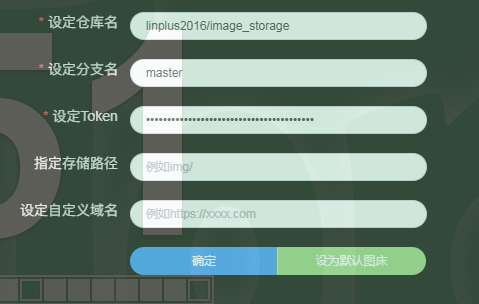 * 设定仓库名 linplus2016/image_storage
* 设定分支名 master
* 设定Token ••••••••••••••••••••••••••••••••••••••••
指定存储路径 例如img/
设定自定义域名 例如https://xxxx.com
确定 设为默认图床